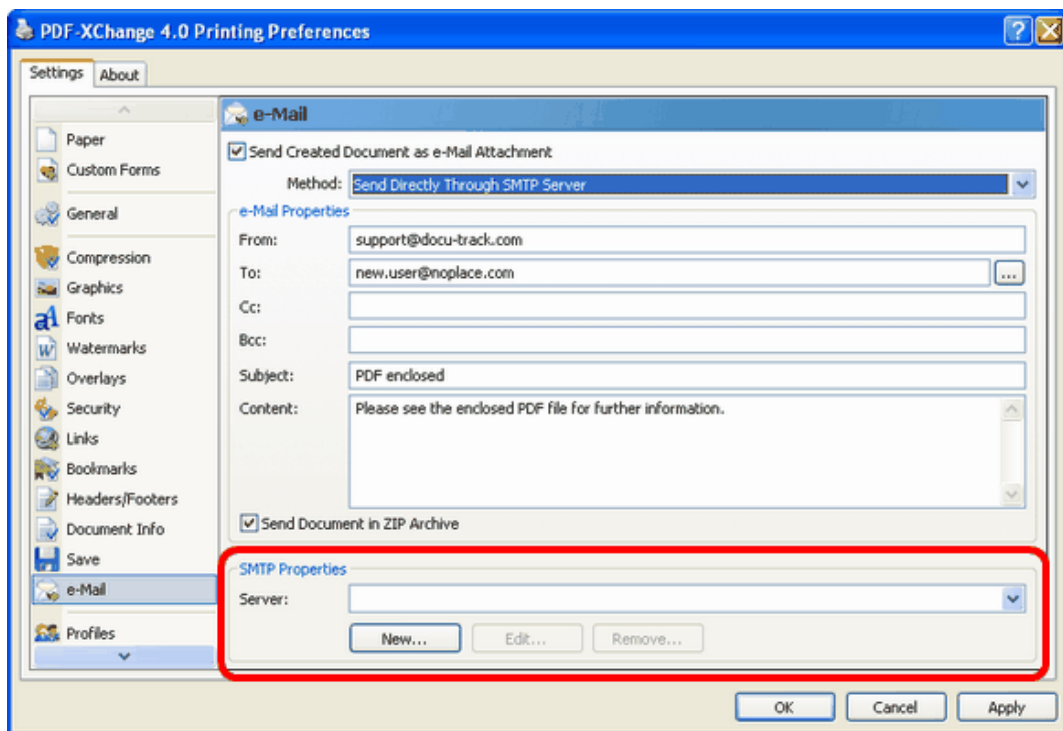 PDF-XChange 4.0 Printing Preferences
Settings About
Paper
Custom Forms
General
Compression
Graphics
Fonts
Watermarks
Overlays
Security
Links
Bookmarks
Headers/Footers
Document Info
Save
e-Mail
Profiles
e-Mail
Send Created Document as e-Mail Attachment
Method: Send Directly Through SMTP Server
e-Mail Properties
From: support@docu-track.com
To: new.user@noplace.com ...
Cc:
Bcc:
Subject: PDF enclosed
Content: Please see the enclosed PDF file for further information.
Send Document in ZIP Archive
SMTP Properties
Server:
New... Edit... Remove...
OK Cancel Apply